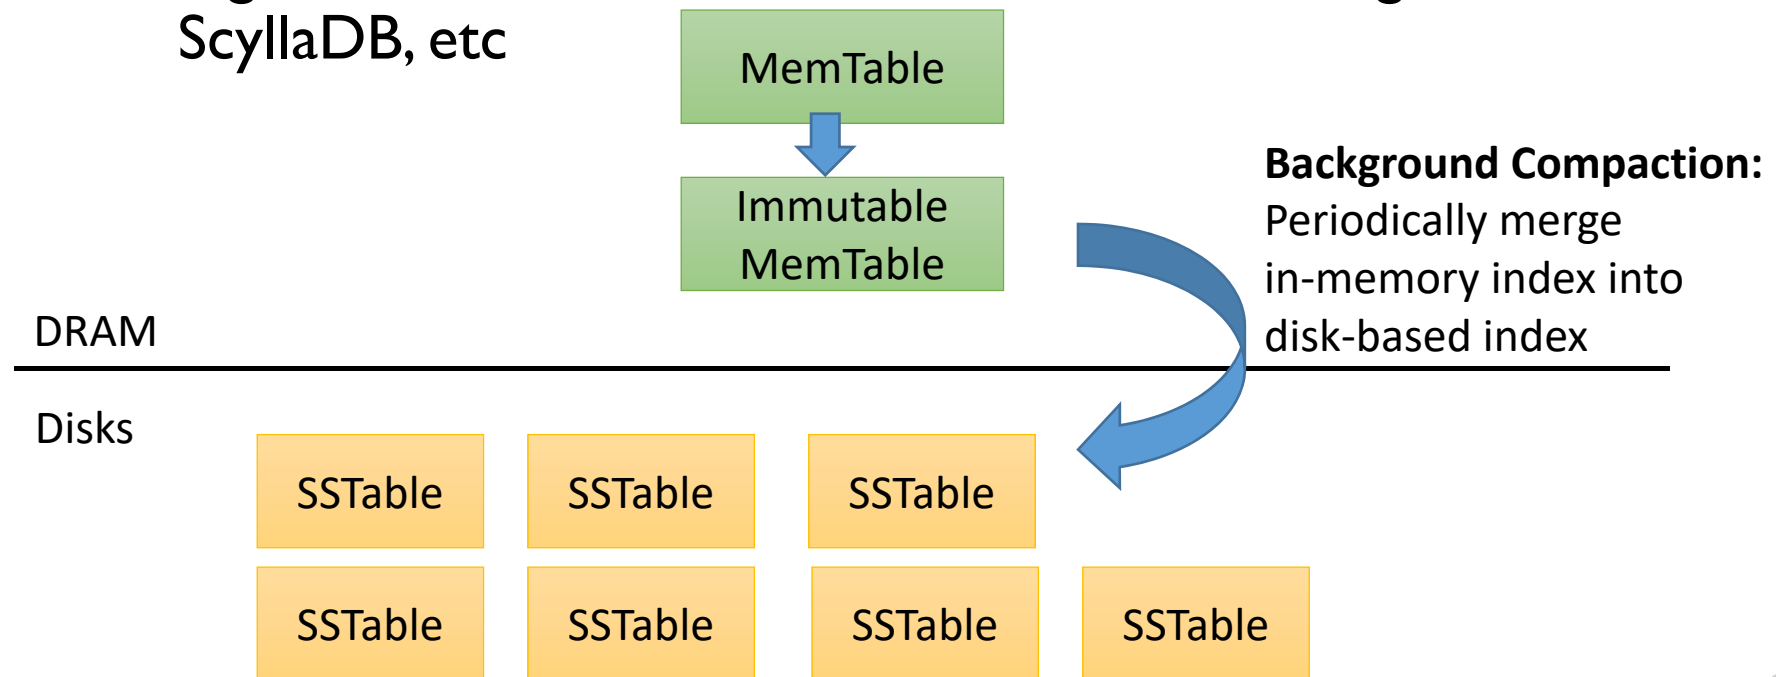 ScyllaDB, etc
MemTable
Immutable
MemTable
Background Compaction:
Periodically merge
in-memory index into
disk-based index
DRAM
Disks
SSTable SSTable SSTable
SSTable SSTable SSTable SSTable